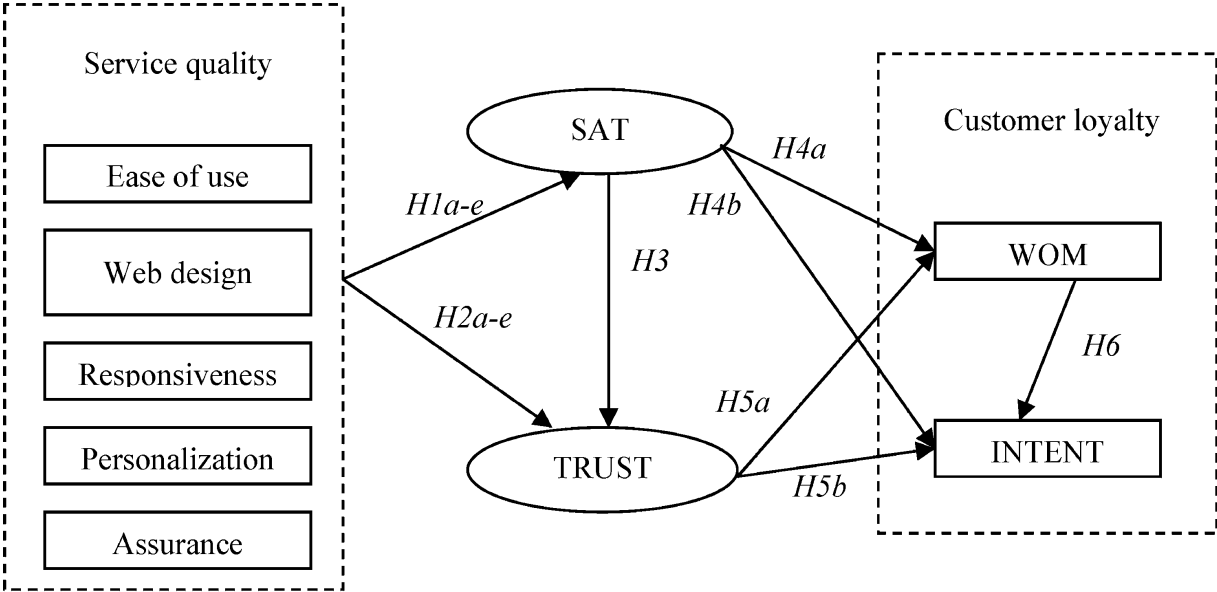 Service quality
Ease of use
Web design
Responsiveness
Personalization
Assurance
H1a-e
H2a-e
SAT
H3
TRUST
H4a
H4b
H5a
H5b
Customer loyalty
WOM
H6
INTENT